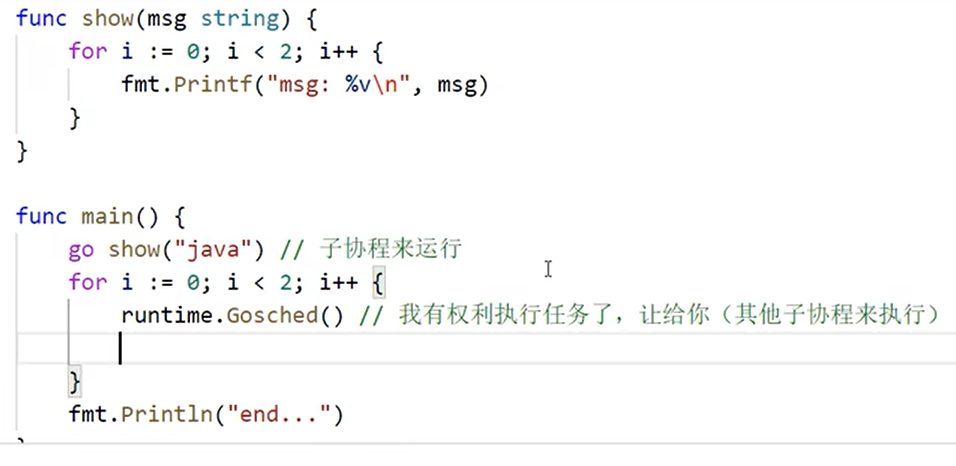 func show(msg string) {
    for i := 0; i < 2; i++ {
        fmt.Printf("msg: %v\n", msg)
    }
}
func main() {
    go show("java") // 子协程来运行
    for i := 0; i < 2; i++ {
        runtime.Gosched() // 我有权利执行任务了，让给你（其他子协程来执行）
    }
    fmt.Println("end...")
}